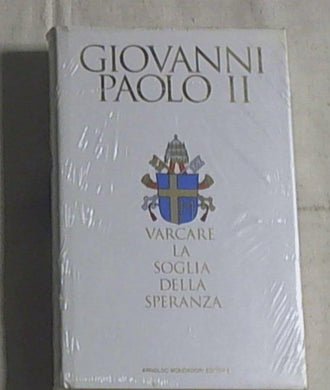 GIOVANNI
PAOLO II
VARCARE
LA
SOGLIA
DELLA
SPERANZA
ARNOLDO MONDADORI EDITORE